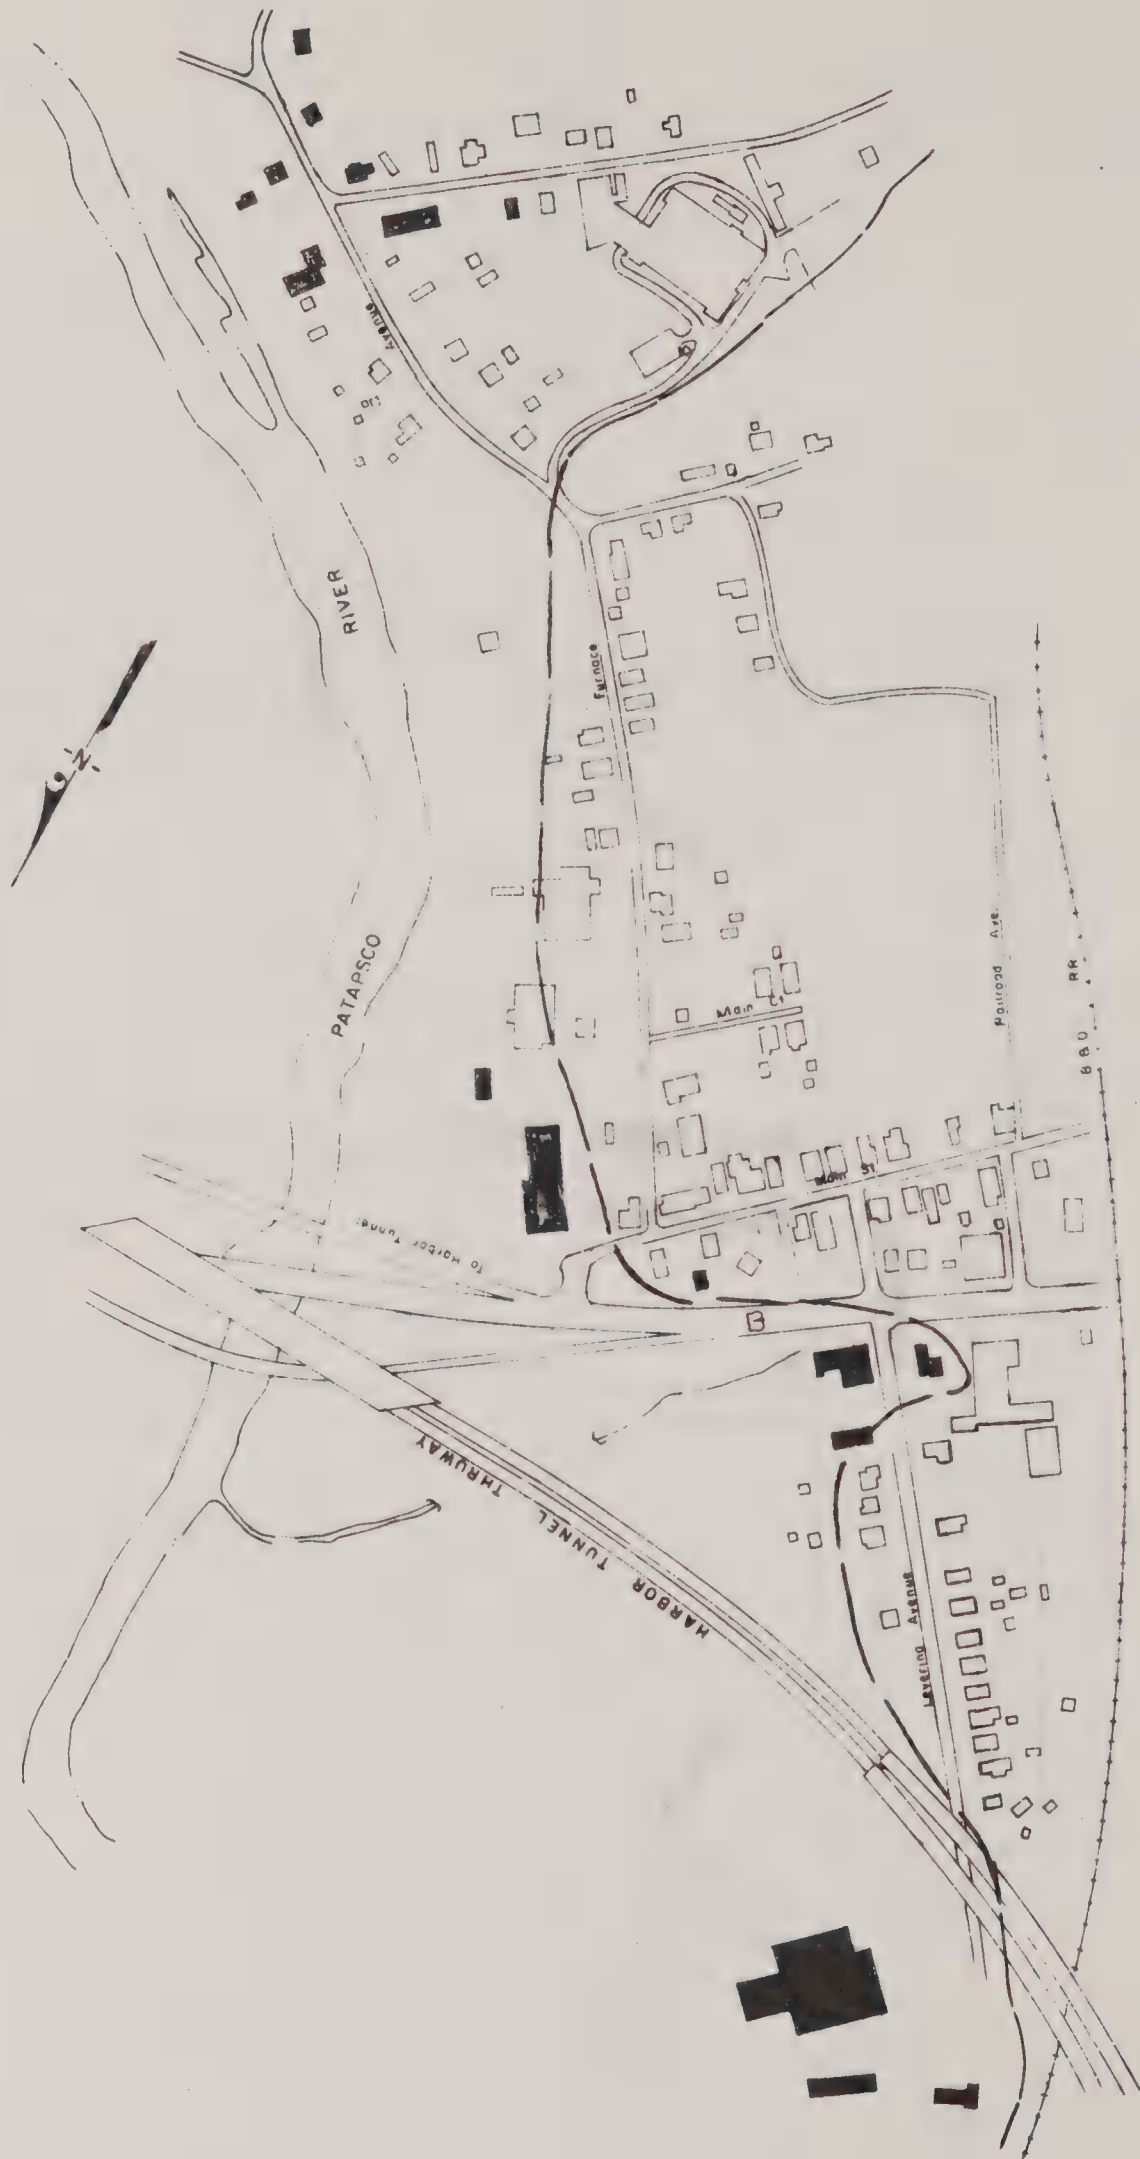 N
Avenue
RIVER
Furnace
PATAPSCO
Main
St
Railroad Ave.
B&O RR
To Harbor Tunnel
Main St
HARBOR TUNNEL THRUWAY
Levering Avenue